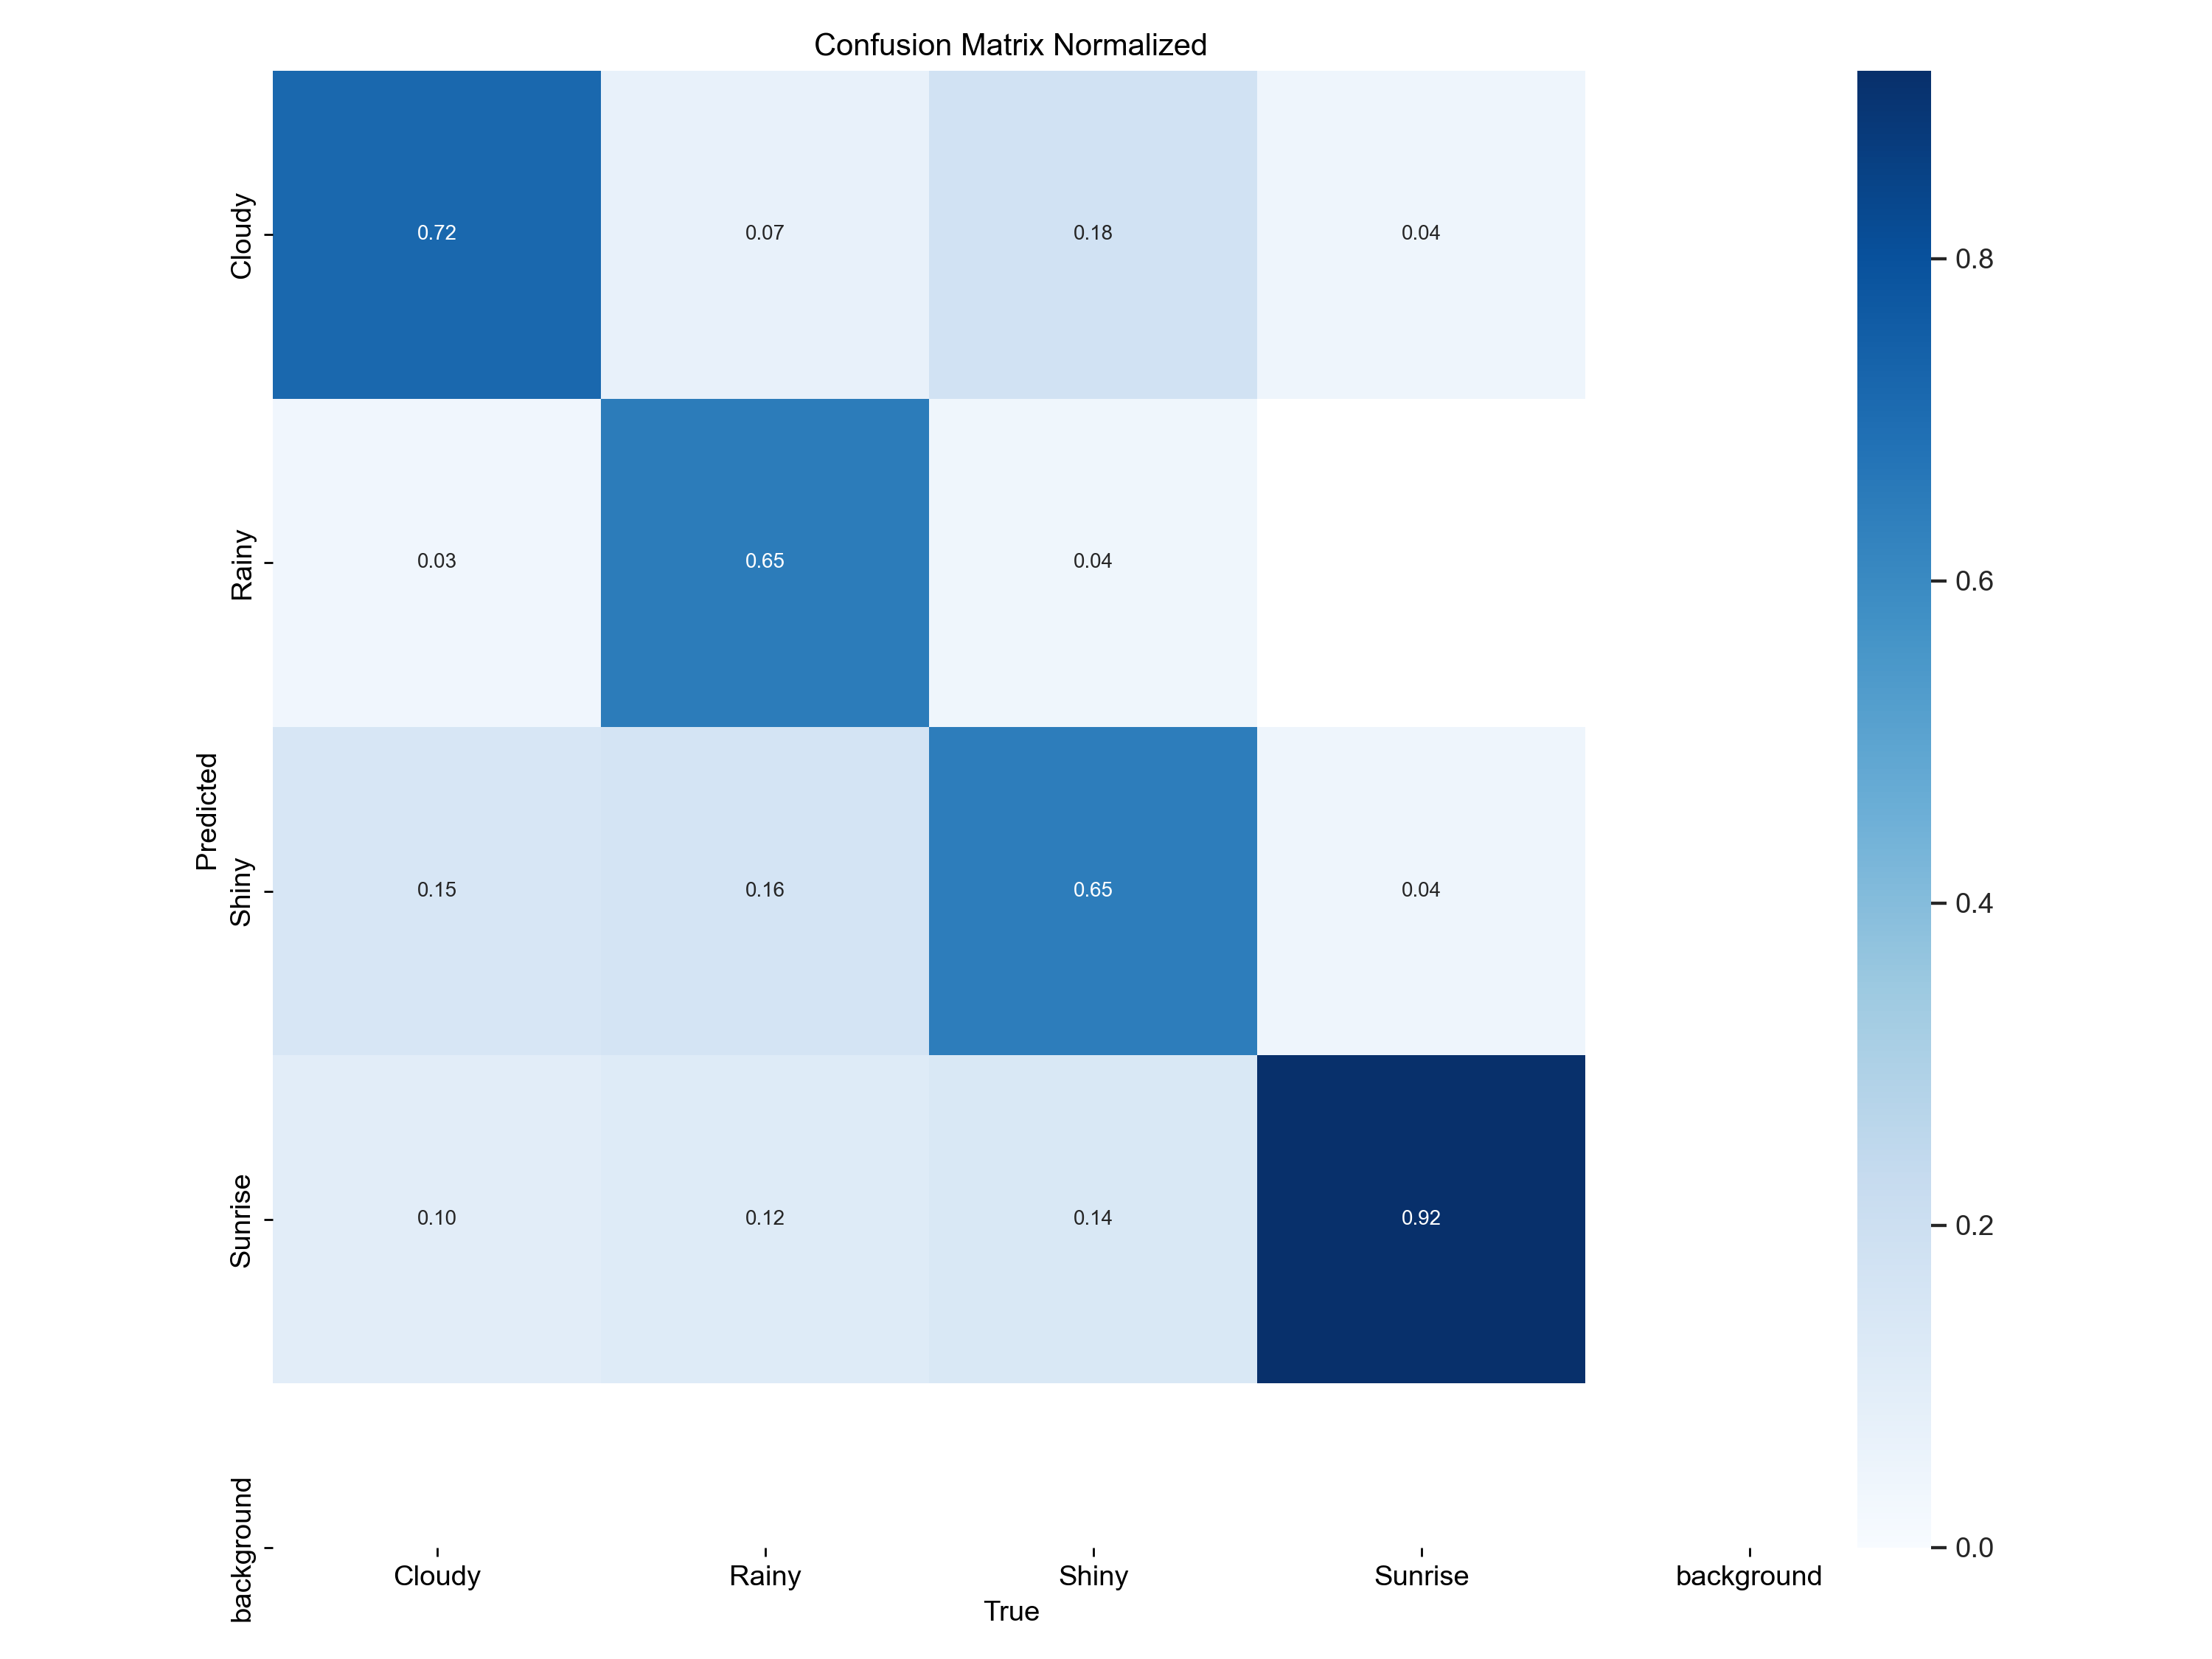 Confusion Matrix Normalized
Cloudy
0.72
0.07
0.18
0.04
0.8
Rainy
0.03
0.65
0.04
0.6
Predicted
Shiny
0.15
0.16
0.65
0.04
0.4
Sunrise
0.10
0.12
0.14
0.92
0.2
background
0.0
Cloudy
Rainy
Shiny
Sunrise
background
True